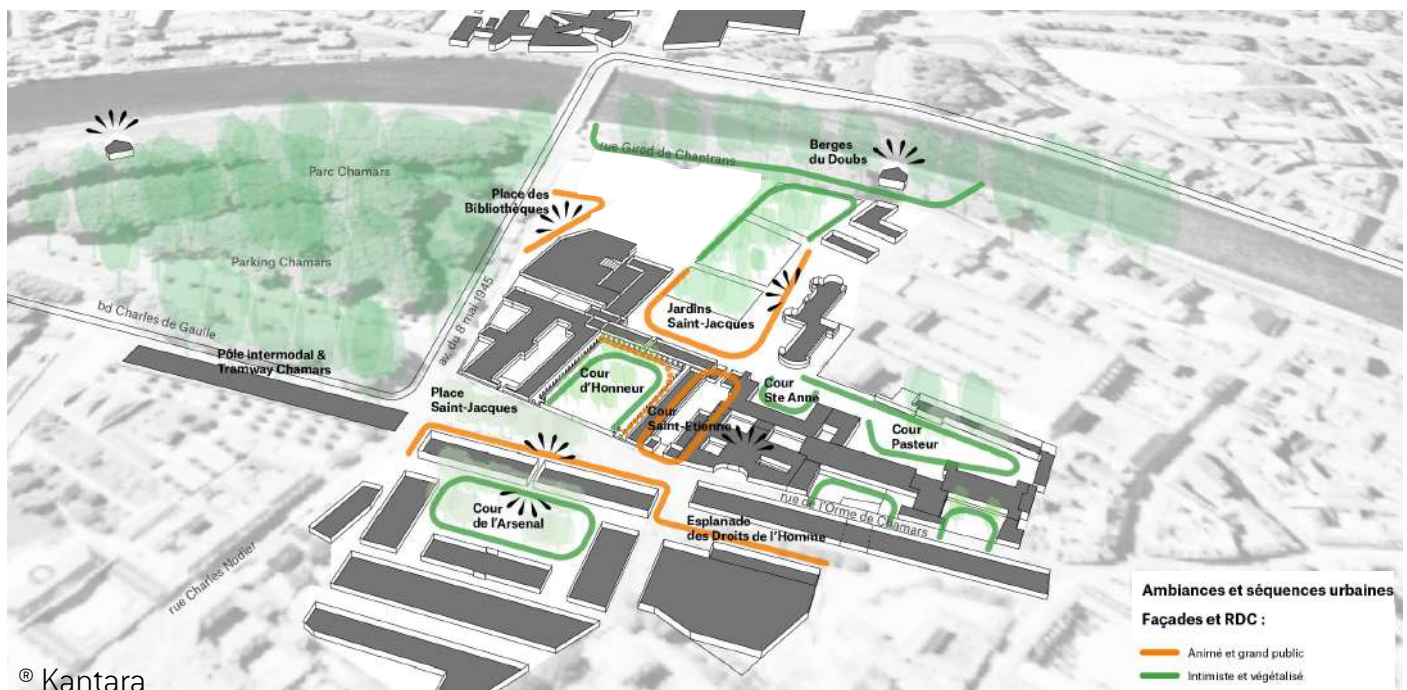 Parc Chamars
rue Girod de Chantrans
Berges
du Doubs
Place des
Bibliothèques
Parking Chamars
bd Charles de Gaulle
av. du 8 mai 1945
Jardins
Saint-Jacques
Pôle intermodal &
Tramway Chamars
Place
Saint-Jacques
Cour
d'Honneur
Cour
Saint-Etienne
Cour
Ste Anne
Cour
Pasteur
Cour
de l'Arsenal
Esplanade
des Droits de l'Homme
rue de l'Orme de Chamars
rue Charles Nodier
Ambiances et séquences urbaines
Façades et RDC :
Animé et grand public
Intimiste et végétalisé
® Kantara